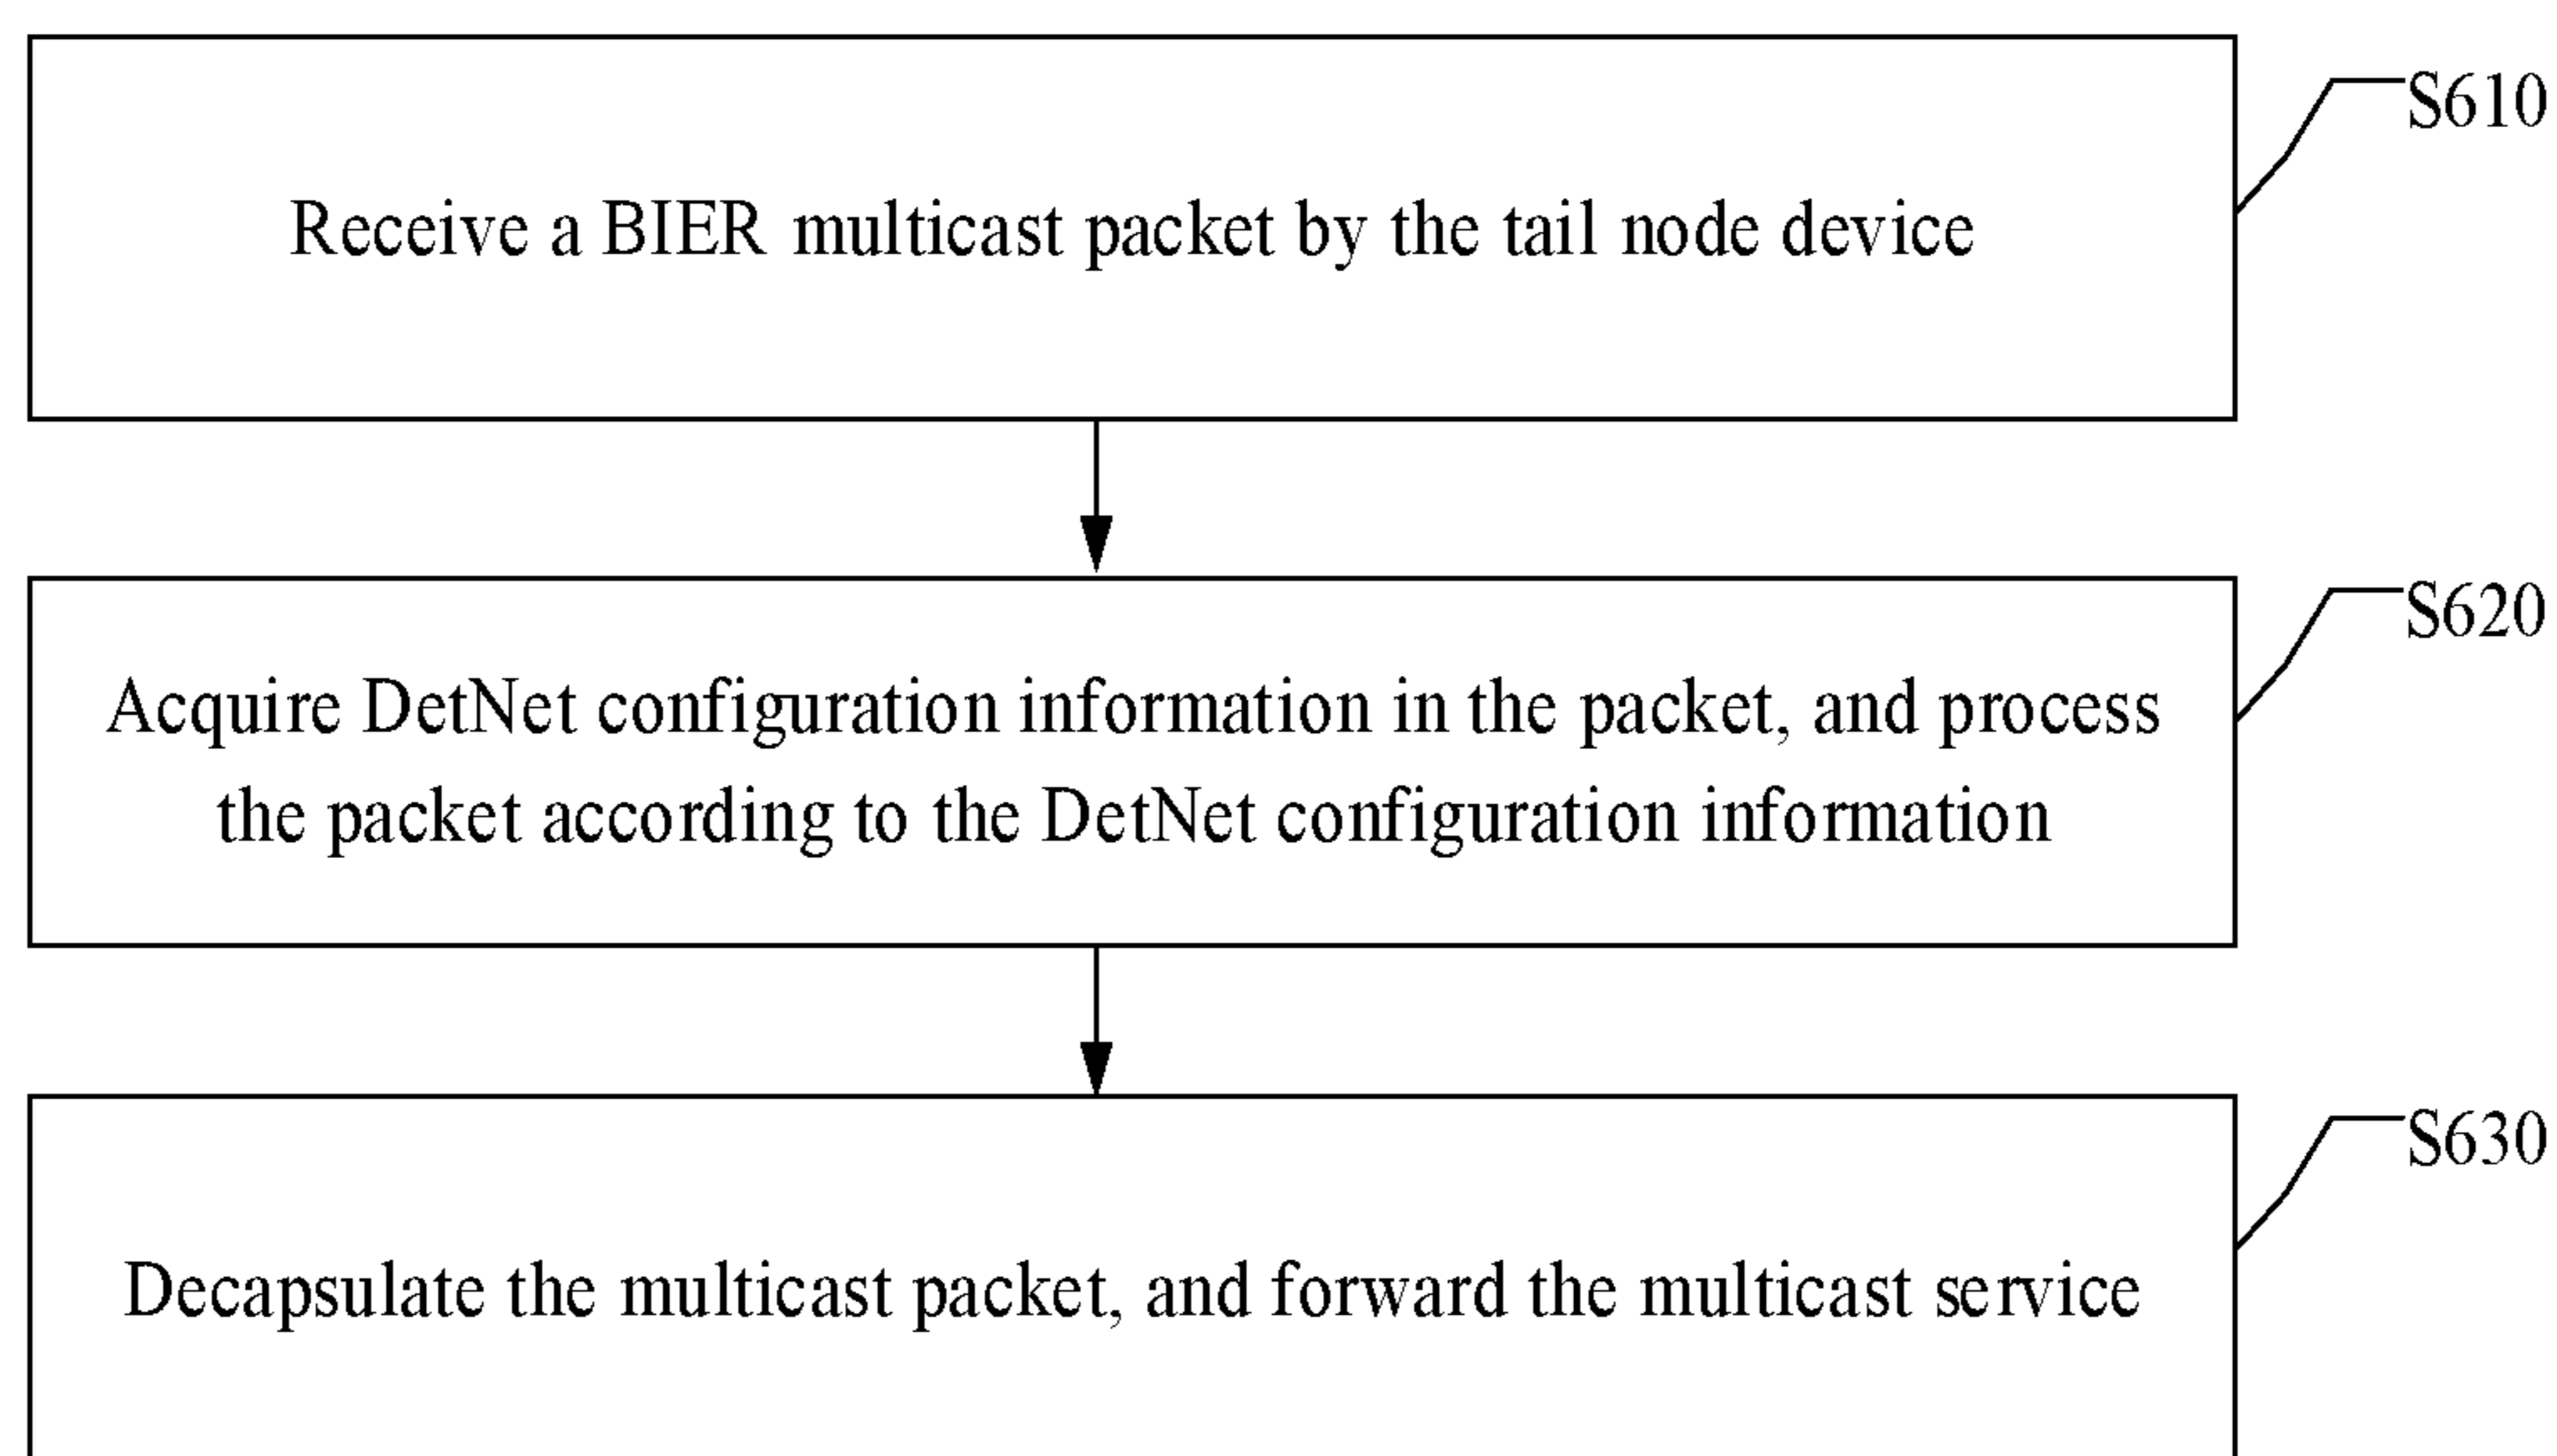 S610
Receive a BIER multicast packet by the tail node device
S620
Acquire DetNet configuration information in the packet, and process
the packet according to the DetNet configuration information
S630
Decapsulate the multicast packet, and forward the multicast service